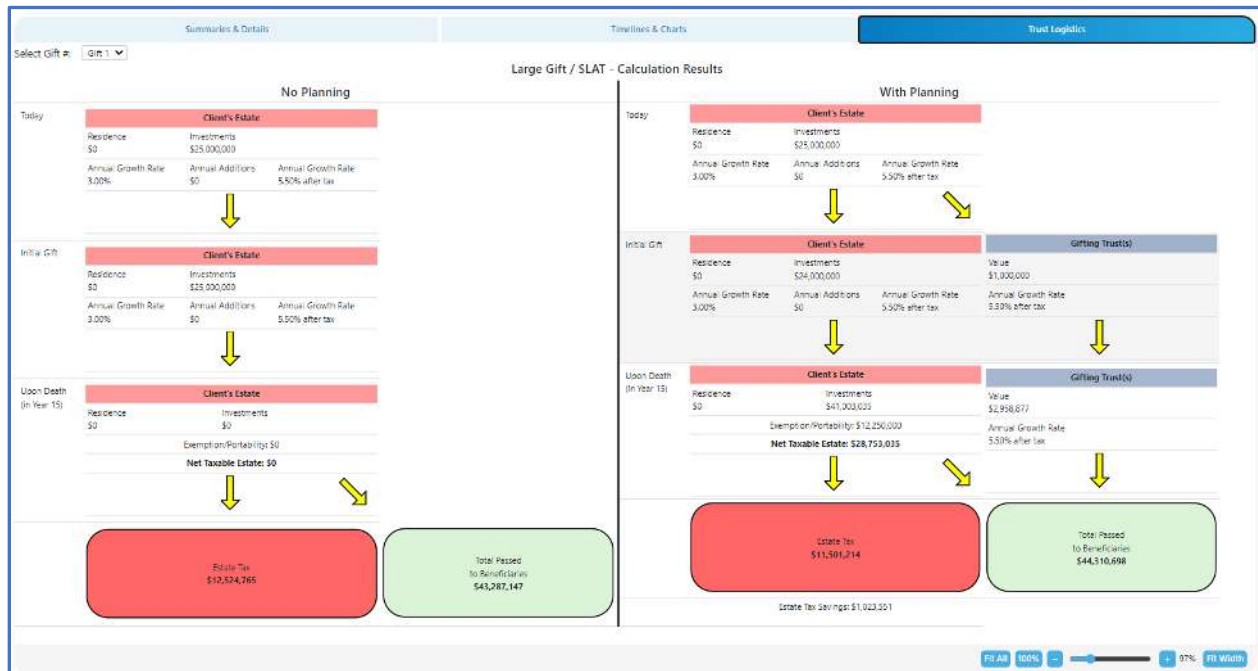 Summaries & Details
Timelines & Charts
Trust Logistics
Select Gift #:
Gift 1
Large Gift / SLAT - Calculation Results
No Planning
Today
Client's Estate
Residence Investments
$0 $25,000,000
Annual Growth Rate Annual Additions Annual Growth Rate
3.00% $0 5.50% after tax
Initial Gift
Client's Estate
Residence Investments
$0 $25,000,000
Annual Growth Rate Annual Additions Annual Growth Rate
3.00% $0 5.50% after tax
Upon Death
(in Year 15)
Client's Estate
Residence Investments
$0 $0
Exemption/Portability: $0
Net Taxable Estate: $0
Estate Tax
$12,524,765
Total Passed
to Beneficiaries
$43,287,147
With Planning
Today
Client's Estate
Residence Investments
$0 $25,000,000
Annual Growth Rate Annual Additions Annual Growth Rate
3.00% $0 5.50% after tax
Initial Gift
Client's Estate
Residence Investments
$0 $24,000,000
Annual Growth Rate Annual Additions Annual Growth Rate
3.00% $0 5.50% after tax
Gifting Trust(s)
Value
$1,000,000
Annual Growth Rate
5.50% after tax
Upon Death
(in Year 15)
Client's Estate
Residence Investments
$0 $41,003,035
Exemption/Portability: $12,250,000
Net Taxable Estate: $28,753,035
Gifting Trust(s)
Value
$2,958,877
Annual Growth Rate
5.50% after tax
Estate Tax
$11,501,214
Total Passed
to Beneficiaries
$44,310,698
Estate Tax Savings: $1,023,551
Fit All 100% - + 97% Fit Width